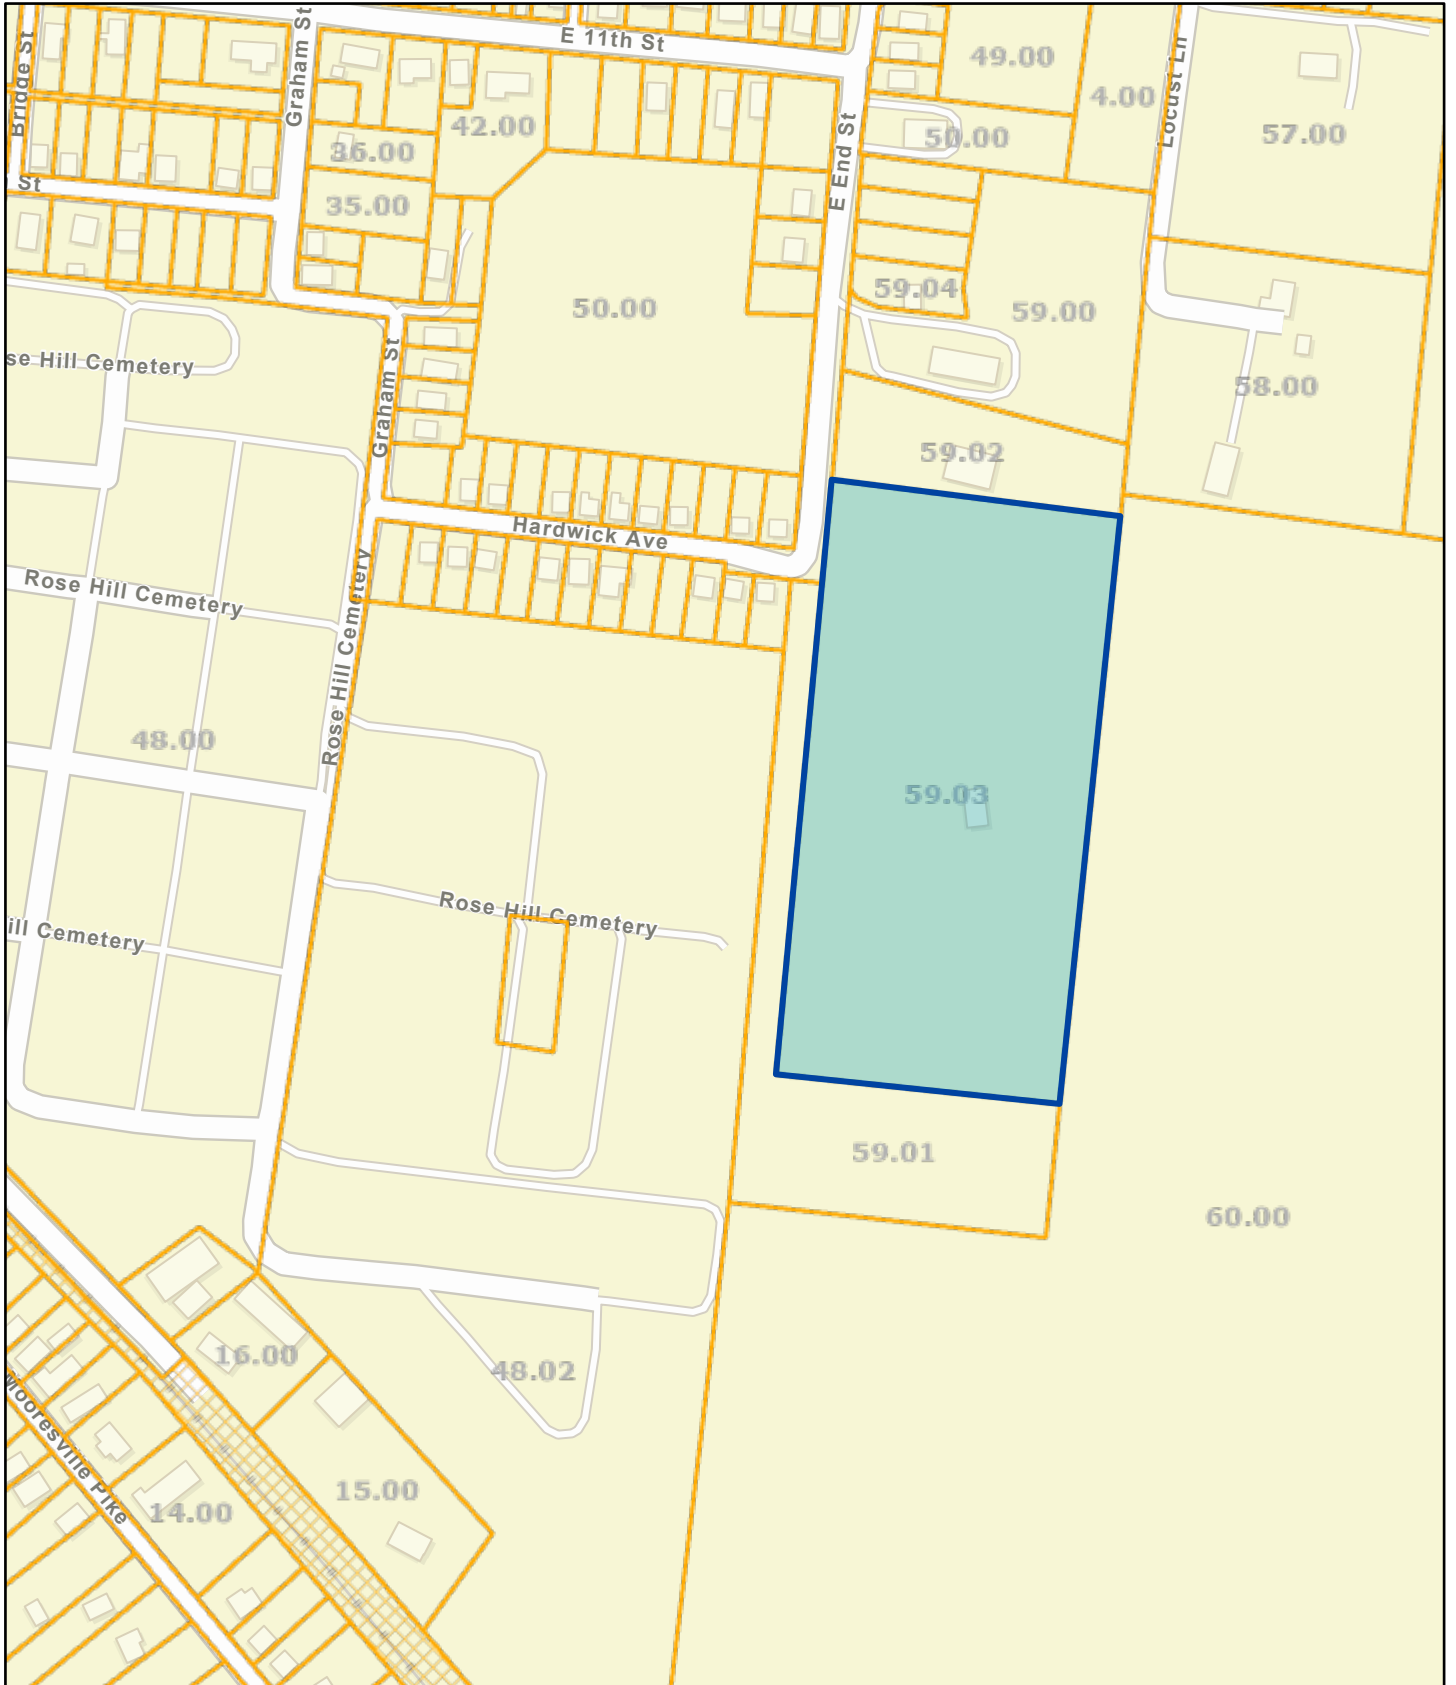 Bridge St
Graham St
E 11th St
49.00
4.00
Locust Ln
57.00
42.00
50.00
36.00
E End St
St
35.00
50.00
59.04
59.00
se Hill Cemetery
Graham St
58.00
59.02
Hardwick Ave
Rose Hill Cemetery
Rose Hill Cemetery
48.00
59.03
Rose Hill Cemetery
ill Cemetery
59.01
60.00
16.00
48.02
Mooresville Pike
15.00
14.00